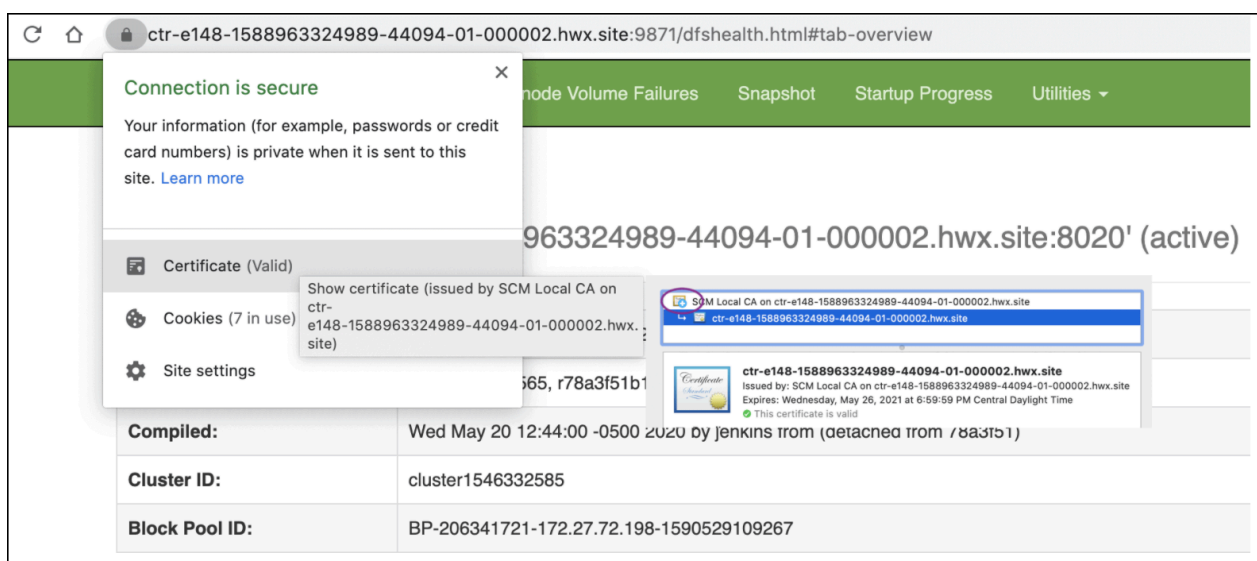 ctr-e148-1588963324989-44094-01-000002.hwx.site:9871/dfshealth.html#tab-overview
Connection is secure
Your information (for example, passwords or credit
card numbers) is private when it is sent to this
site. Learn more
node Volume Failures Snapshot Startup Progress Utilities
963324989-44094-01-000002.hwx.site:8020' (active)
Certificate (Valid)
Show certificate (issued by SCM Local CA on
ctr-
e148-1588963324989-44094-01-000002.hwx.
site)
Cookies (7 in use)
Site settings
SCM Local CA on ctr-e148-1588963324989-44094-01-000002.hwx.site
ctr-e148-1588963324989-44094-01-000002.hwx.site
Certificate
Standard
ctr-e148-1588963324989-44094-01-000002.hwx.site
Issued by: SCM Local CA on ctr-e148-1588963324989-44094-01-000002.hwx.site
Expires: Wednesday, May 26, 2021 at 6:59:59 PM Central Daylight Time
This certificate is valid
565, r78a3f51b1
Compiled: Wed May 20 12:44:00 -0500 2020 by jenkins from (detached from 78a3f51)
Cluster ID: cluster1546332585
Block Pool ID: BP-206341721-172.27.72.198-1590529109267